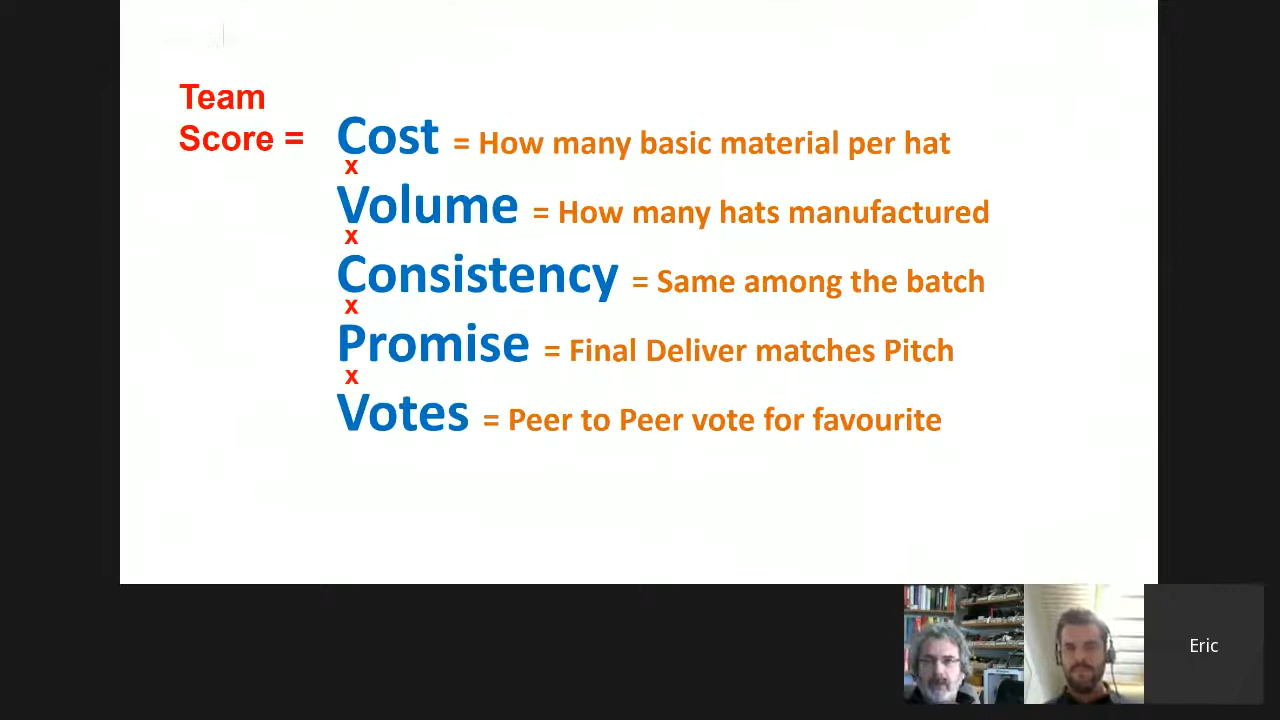 Team
Score =
Cost = How many basic material per hat
x
Volume = How many hats manufactured
x
Consistency = Same among the batch
x
Promise = Final Deliver matches Pitch
x
Votes = Peer to Peer vote for favourite
Eric